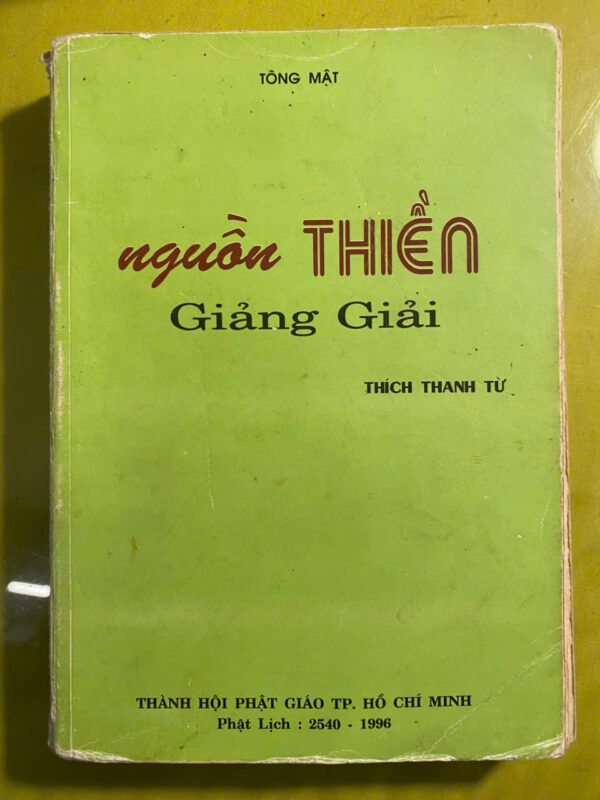 TÔNG MẬT
nguồn THIỀN
Giảng Giải
THÍCH THANH TỪ
THÀNH HỘI PHẬT GIÁO TP. HỒ CHÍ MINH
Phật Lịch : 2540 - 1996